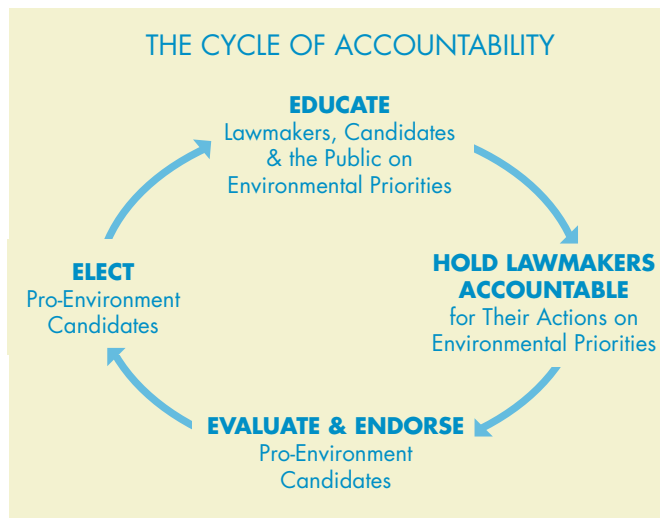 THE CYCLE OF ACCOUNTABILITY
EDUCATE
Lawmakers, Candidates
& the Public on
Environmental Priorities
HOLD LAWMAKERS
ACCOUNTABLE
for Their Actions on
Environmental Priorities
EVALUATE & ENDORSE
Pro-Environment
Candidates
ELECT
Pro-Environment
Candidates